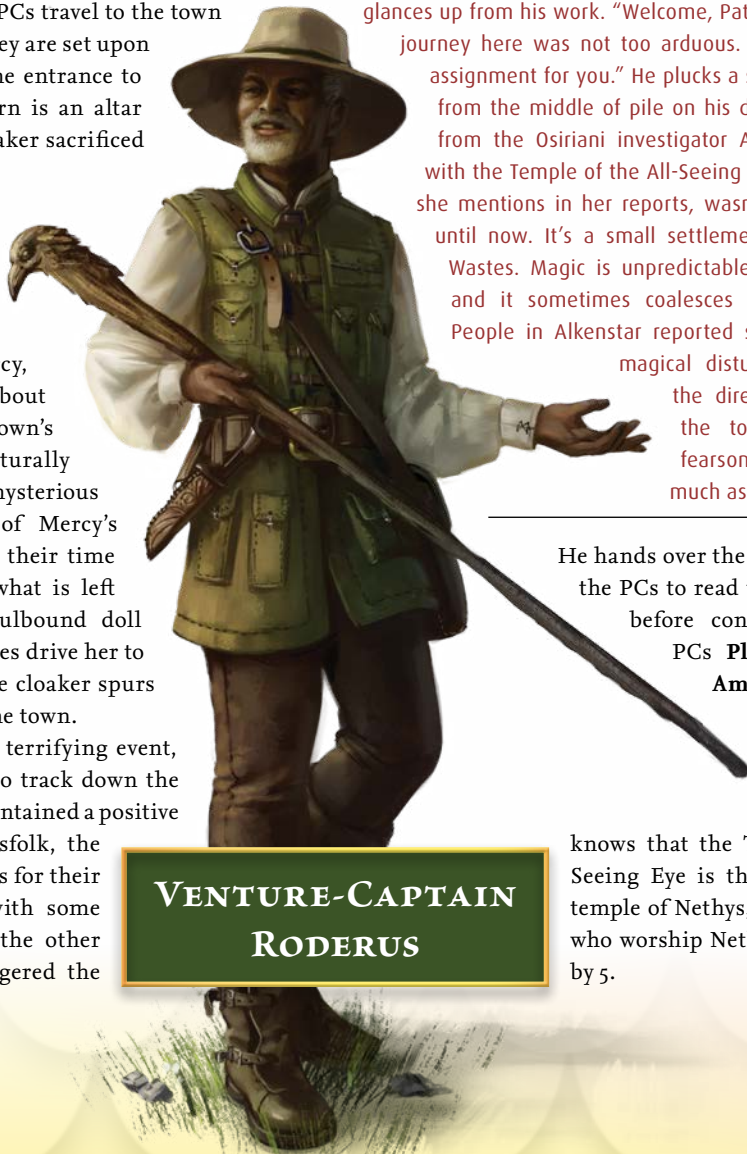 PCs travel to the town
ey are set upon
ne entrance to
rn is an altar
aker sacrificed
cy,
bout
own's
turally
nysterious
of Mercy's
their time
what is left
ulbound doll
es drive her to
e cloaker spurs
ne town.
terrifying event,
o track down the
ntained a positive
sfolk, the
s for their
with some
the other
gered the
glances up from his work. “Welcome, Pat
journey here was not too arduous.
assignment for you.” He plucks a s
from the middle of pile on his d
from the Osiriani investigator A
with the Temple of the All-Seeing
she mentions in her reports, wasn
until now. It's a small settleme
Wastes. Magic is unpredictable
and it sometimes coalesces
People in Alkenstar reported s
magical distu
the dire
the to
fearson
much as
He hands over the
the PCs to read
before con
PCs Pl
Am
knows that the T
Seeing Eye is th
temple of Nethys,
who worship Net
by 5.
Venture-Captain
Roderus